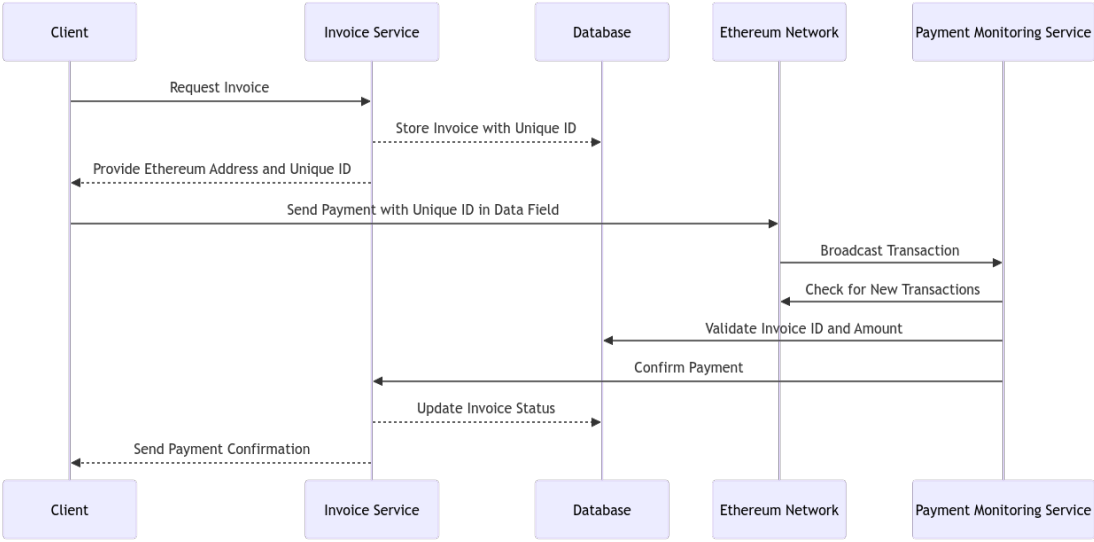 Client
Invoice Service
Database
Ethereum Network
Payment Monitoring Service
Request Invoice
Store Invoice with Unique ID
Provide Ethereum Address and Unique ID
Send Payment with Unique ID in Data Field
Broadcast Transaction
Check for New Transactions
Validate Invoice ID and Amount
Confirm Payment
Update Invoice Status
Send Payment Confirmation
Client
Invoice Service
Database
Ethereum Network
Payment Monitoring Service